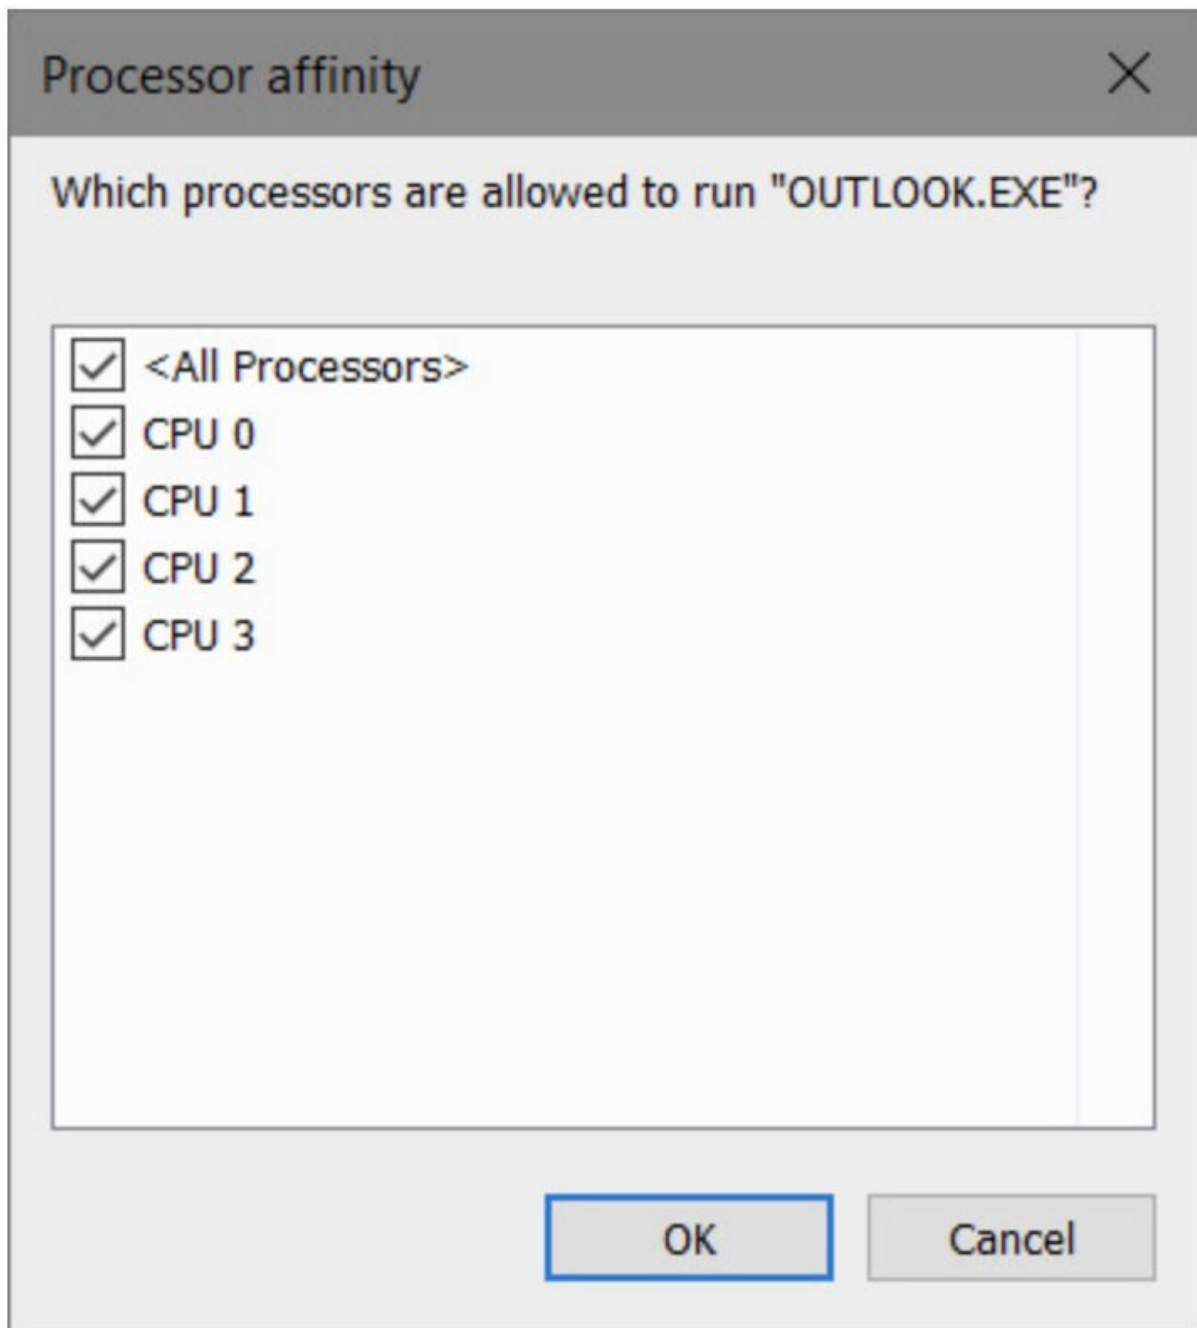 Processor affinity
Which processors are allowed to run "OUTLOOK.EXE"?
<All Processors>
CPU 0
CPU 1
CPU 2
CPU 3
OK
Cancel